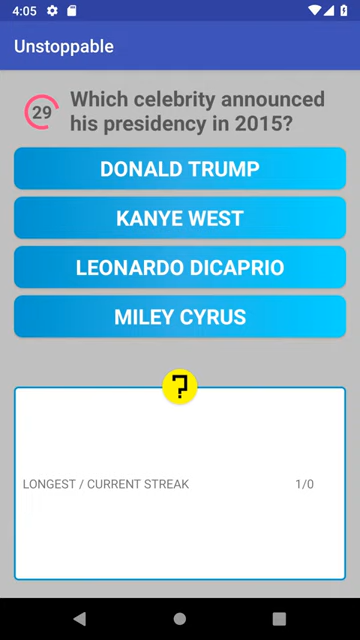 4:05
Unstoppable
29
Which celebrity announced
his presidency in 2015?
DONALD TRUMP
KANYE WEST
LEONARDO DICAPRIO
MILEY CYRUS
?
LONGEST / CURRENT STREAK 1/0